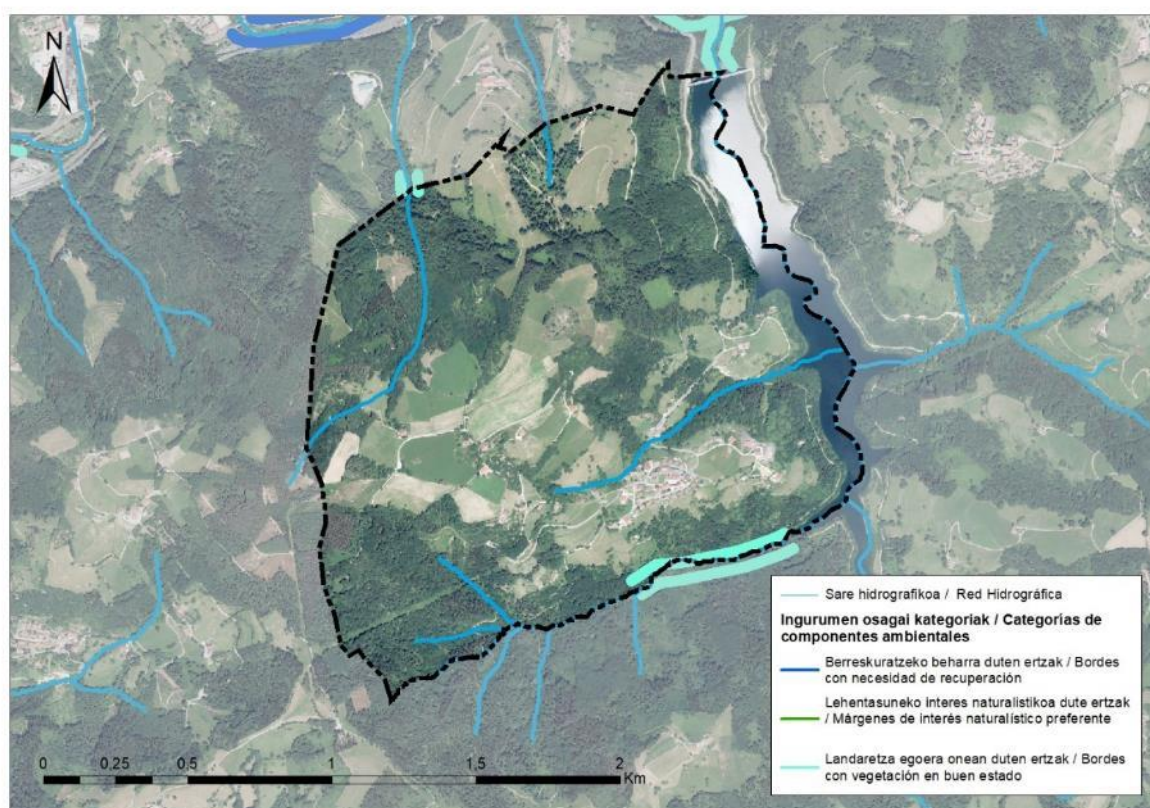 N
Sare hidrografikoa / Red Hidrográfica
Ingurumen osagai kategoriak / Categorías de
componentes ambientales
Berreskuratzeko beharra duten ertzak / Bordes
con necesidad de recuperación
Lehentasuneko interes naturalistikoa dute ertzak
/ Márgenes de interés naturalístico preferente
Landaretza egoera onean duten ertzak / Bordes
con vegetación en buen estado
0 0,25 0,5 1 1,5 2
Km